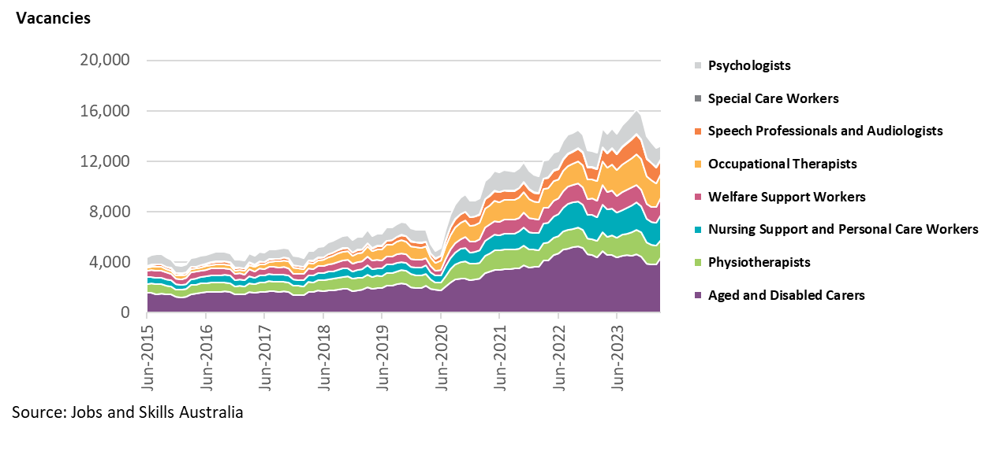 Vacancies
20,000
16,000
12,000
8,000
4,000
0
Jun-2015
Jun-2016
Jun-2017
Jun-2018
Jun-2019
Jun-2020
Jun-2021
Jun-2022
Jun-2023
Psychologists
Special Care Workers
Speech Professionals and Audiologists
Occupational Therapists
Welfare Support Workers
Nursing Support and Personal Care Workers
Physiotherapists
Aged and Disabled Carers
Source: Jobs and Skills Australia